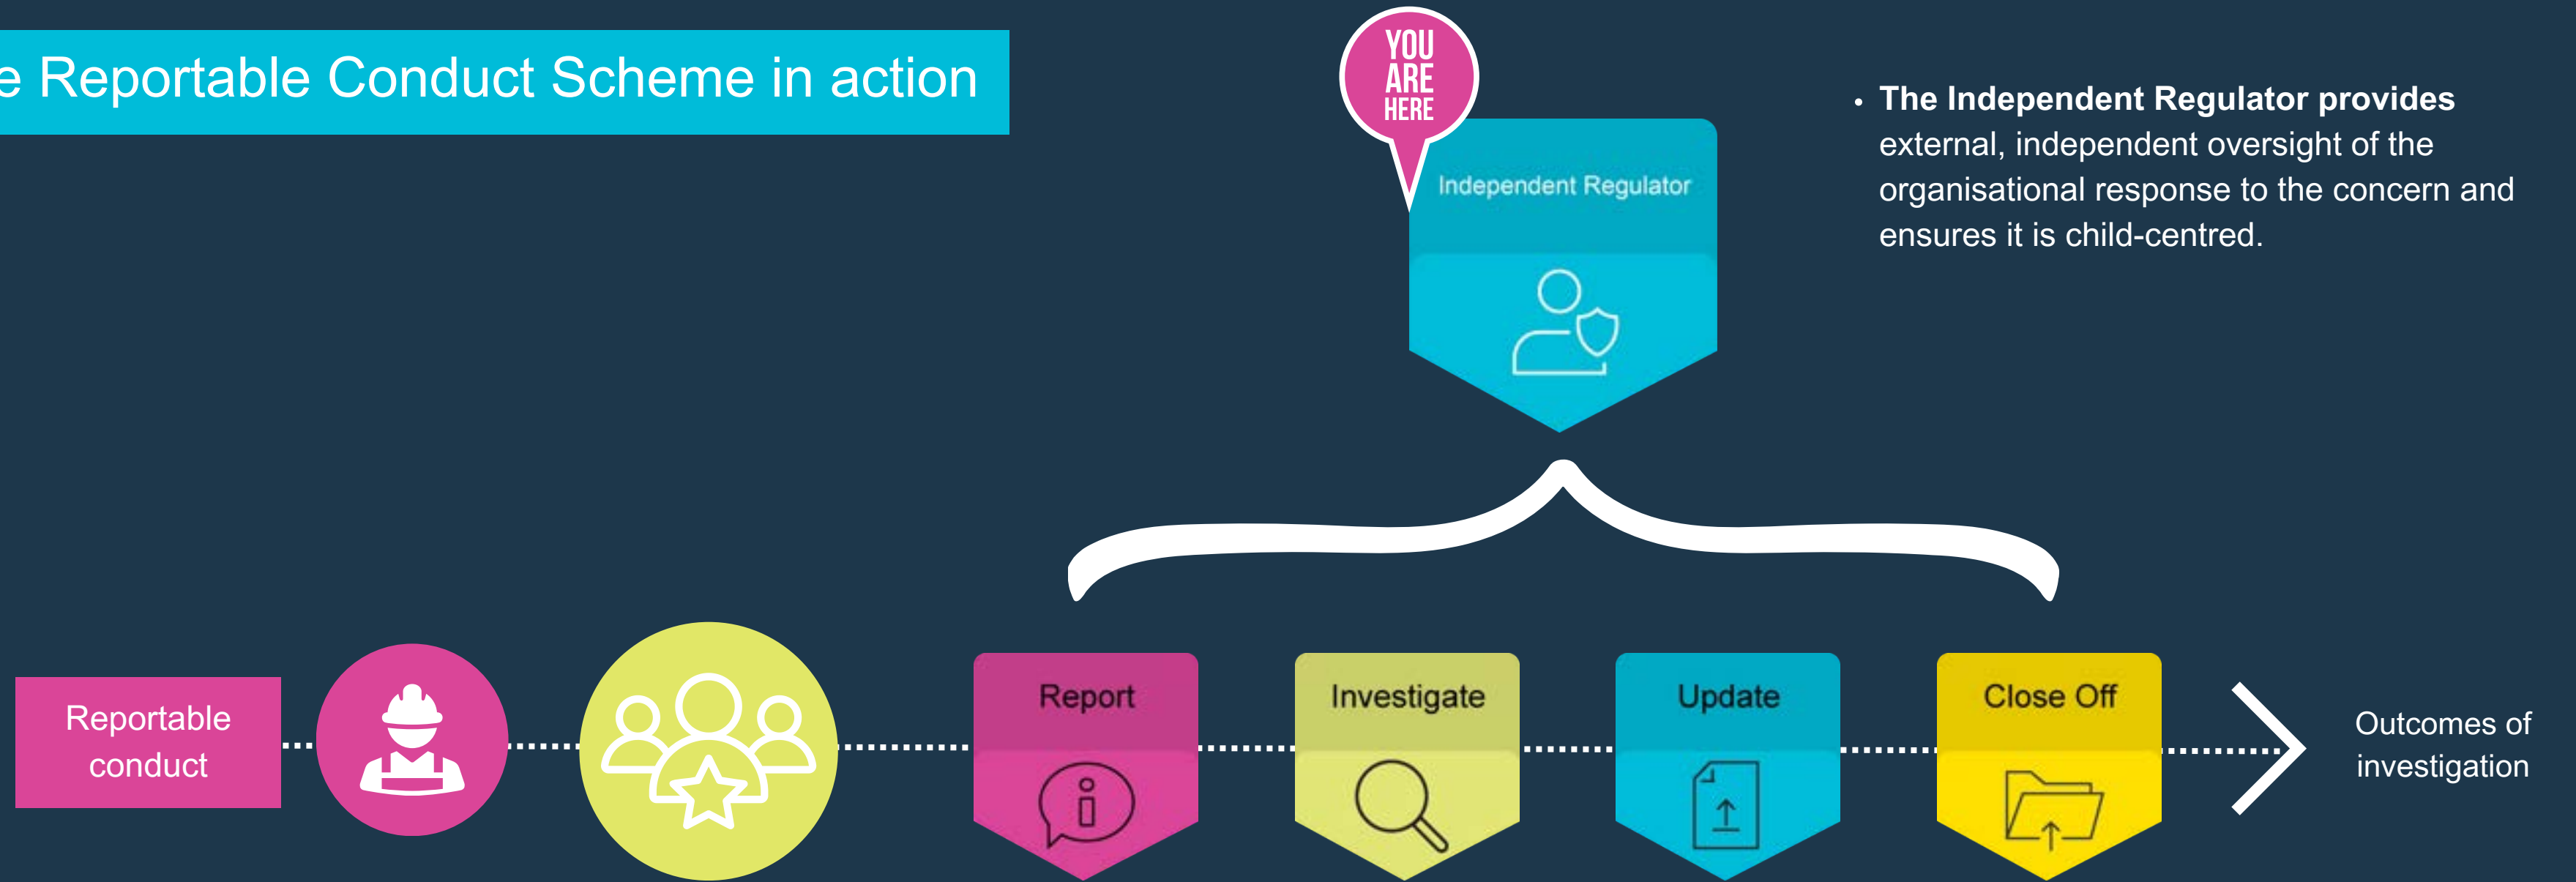 e Reportable Conduct Scheme in action
YOU
ARE
HERE
Independent Regulator
• The Independent Regulator provides
external, independent oversight of the
organisational response to the concern and
ensures it is child-centred.
Reportable
conduct
Report
Investigate
Update
Close Off
Outcomes of
investigation